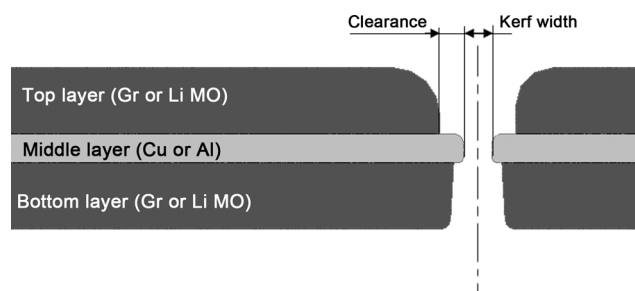 Clearance
Kerf width
Top layer (Gr or Li MO)
Middle layer (Cu or Al)
Bottom layer (Gr or Li MO)